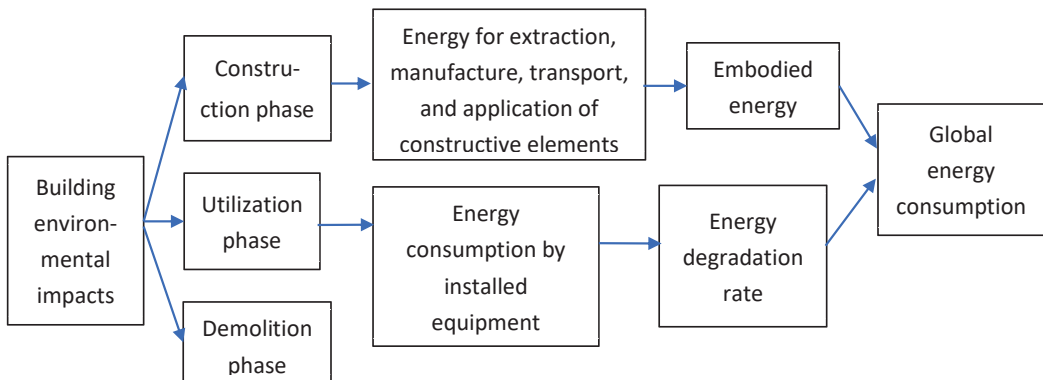 Building
environ-
mental
impacts
Constru-
ction phase
Utilization
phase
Demolition
phase
Energy for extraction,
manufacture, transport,
and application of
constructive elements
Energy
consumption by
installed
equipment
Embodied
energy
Energy
degradation
rate
Global
energy
consumption